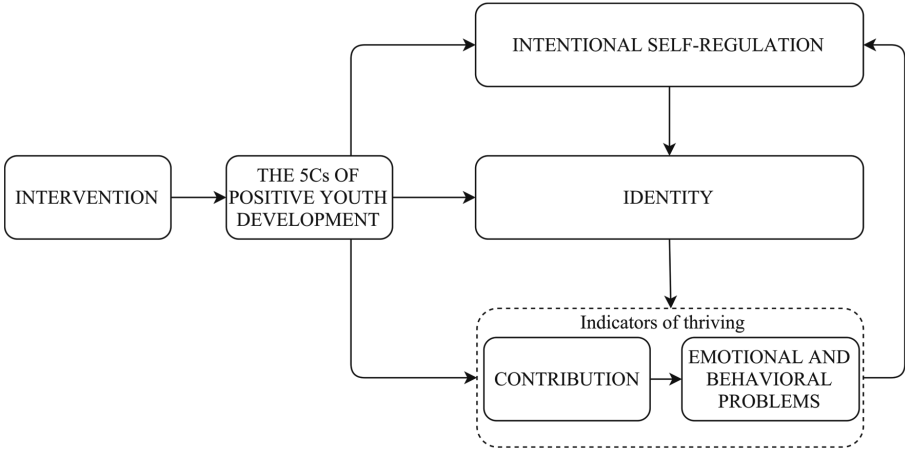 INTENTIONAL SELF-REGULATION
INTERVENTION
THE 5Cs OF
POSITIVE YOUTH
DEVELOPMENT
IDENTITY
Indicators of thriving
CONTRIBUTION
EMOTIONAL AND
BEHAVIORAL
PROBLEMS